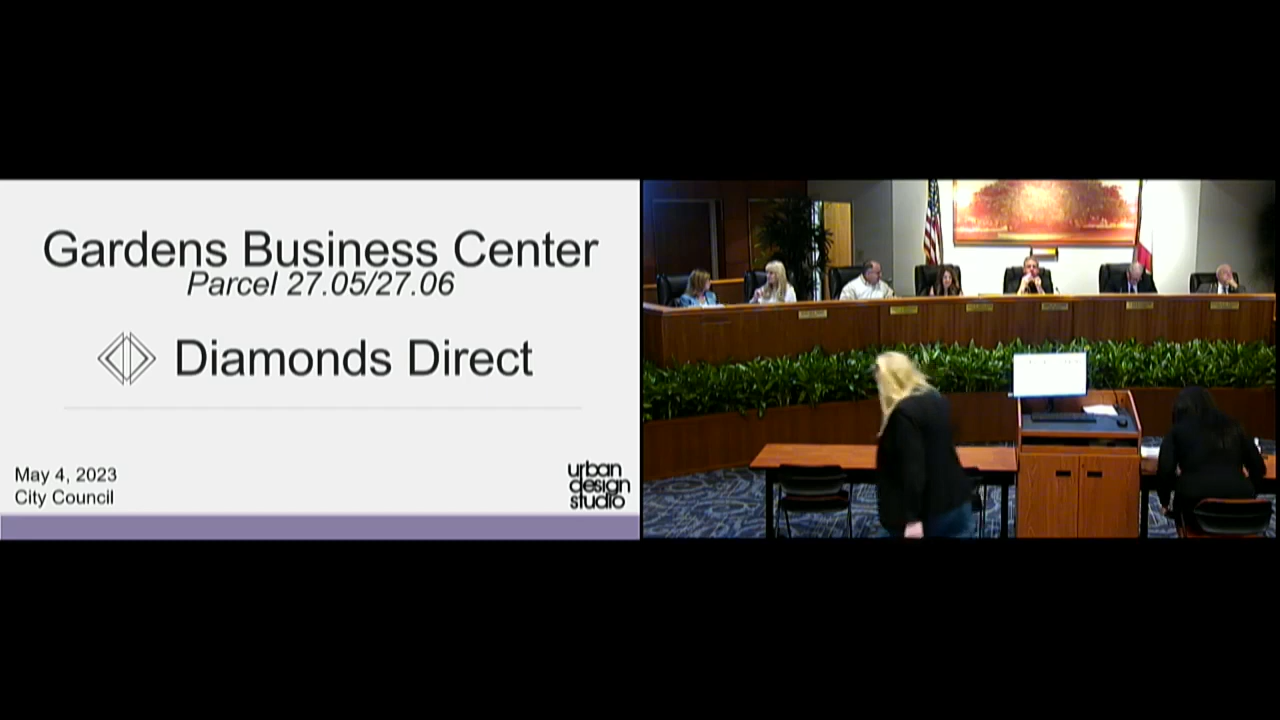 Gardens Business Center
Parcel 27.05/27.06
Diamonds Direct
May 4, 2023
City Council
urban
design
studio